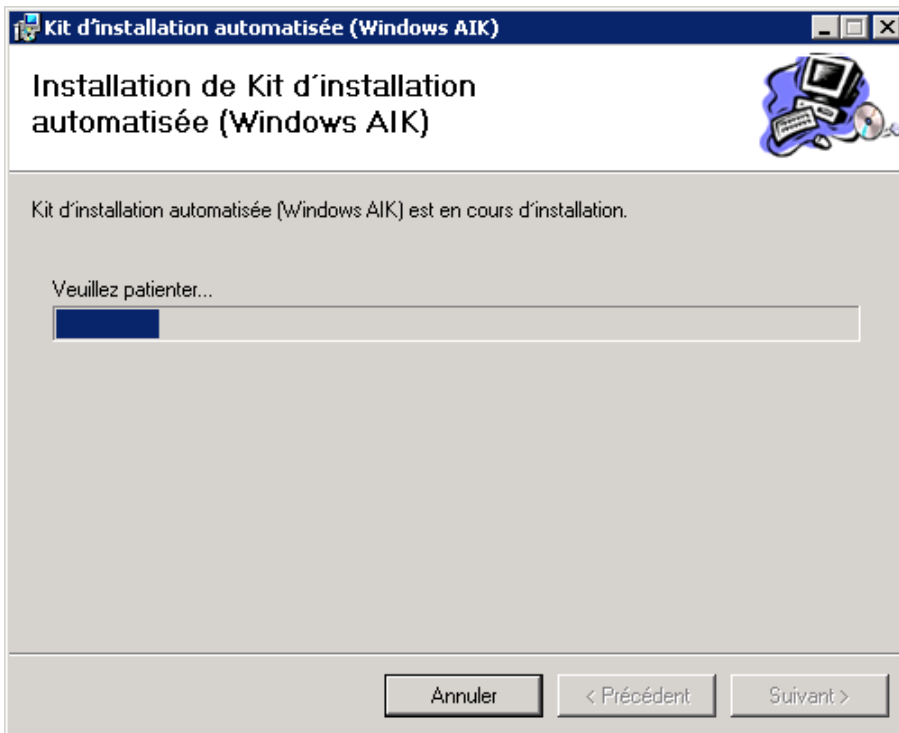 Kit d´installation automatisée (Windows AIK)
Installation de Kit d´installation
automatisée (Windows AIK)
Kit d´installation automatisée (Windows AIK) est en cours d´installation.
Veuillez patienter...
Annuler
< Précédent
Suivant >